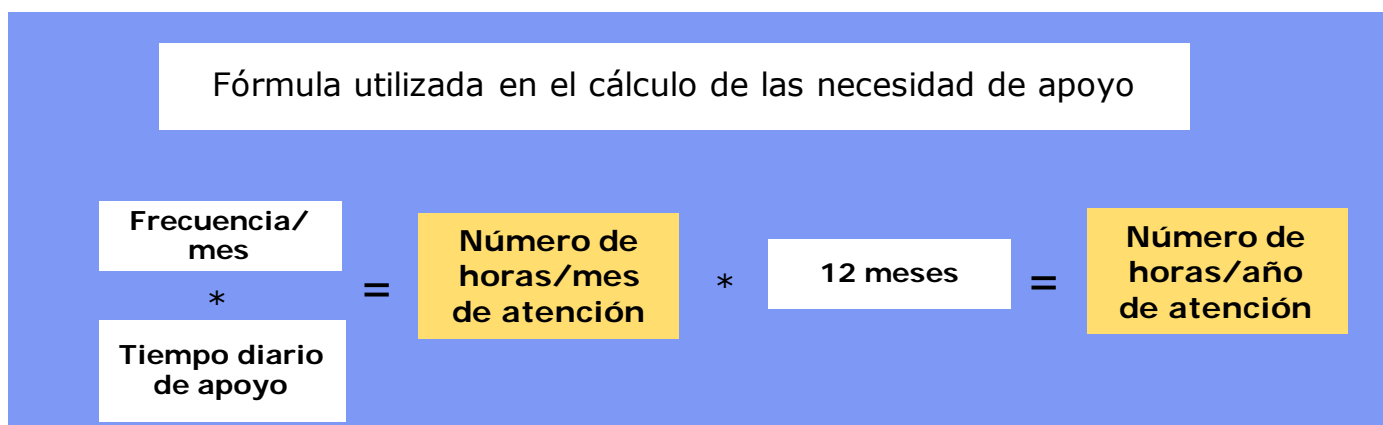 Fórmula utilizada en el cálculo de las necesidad de apoyo
Frecuencia/
mes
*
Tiempo diario
de apoyo
=
Número de
horas/mes
de atención
*
12 meses
=
Número de
horas/año
de atención